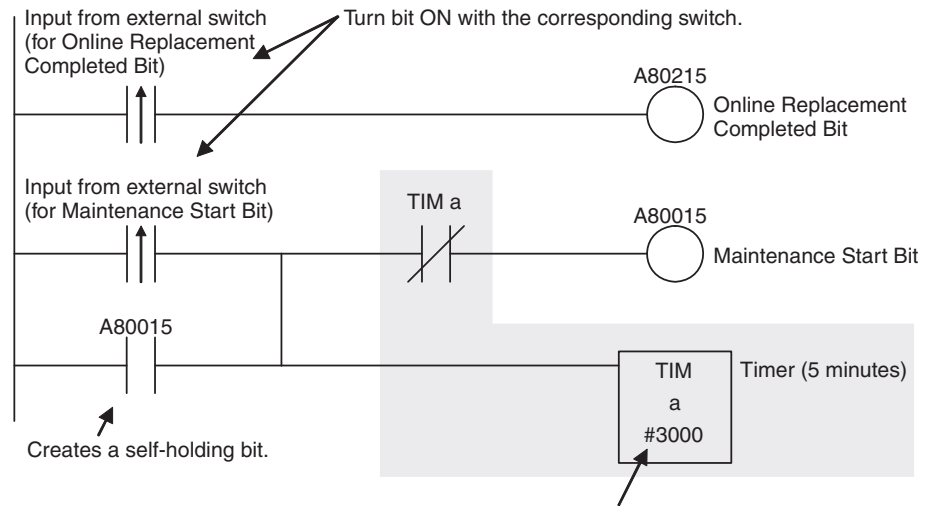 Input from external switch
(for Online Replacement
Completed Bit)
Turn bit ON with the corresponding switch.
A80215
Online Replacement
Completed Bit
Input from external switch
(for Maintenance Start Bit)
TIM a
A80015
Maintenance Start Bit
A80015
TIM
a
#3000
Timer (5 minutes)
Creates a self-holding bit.